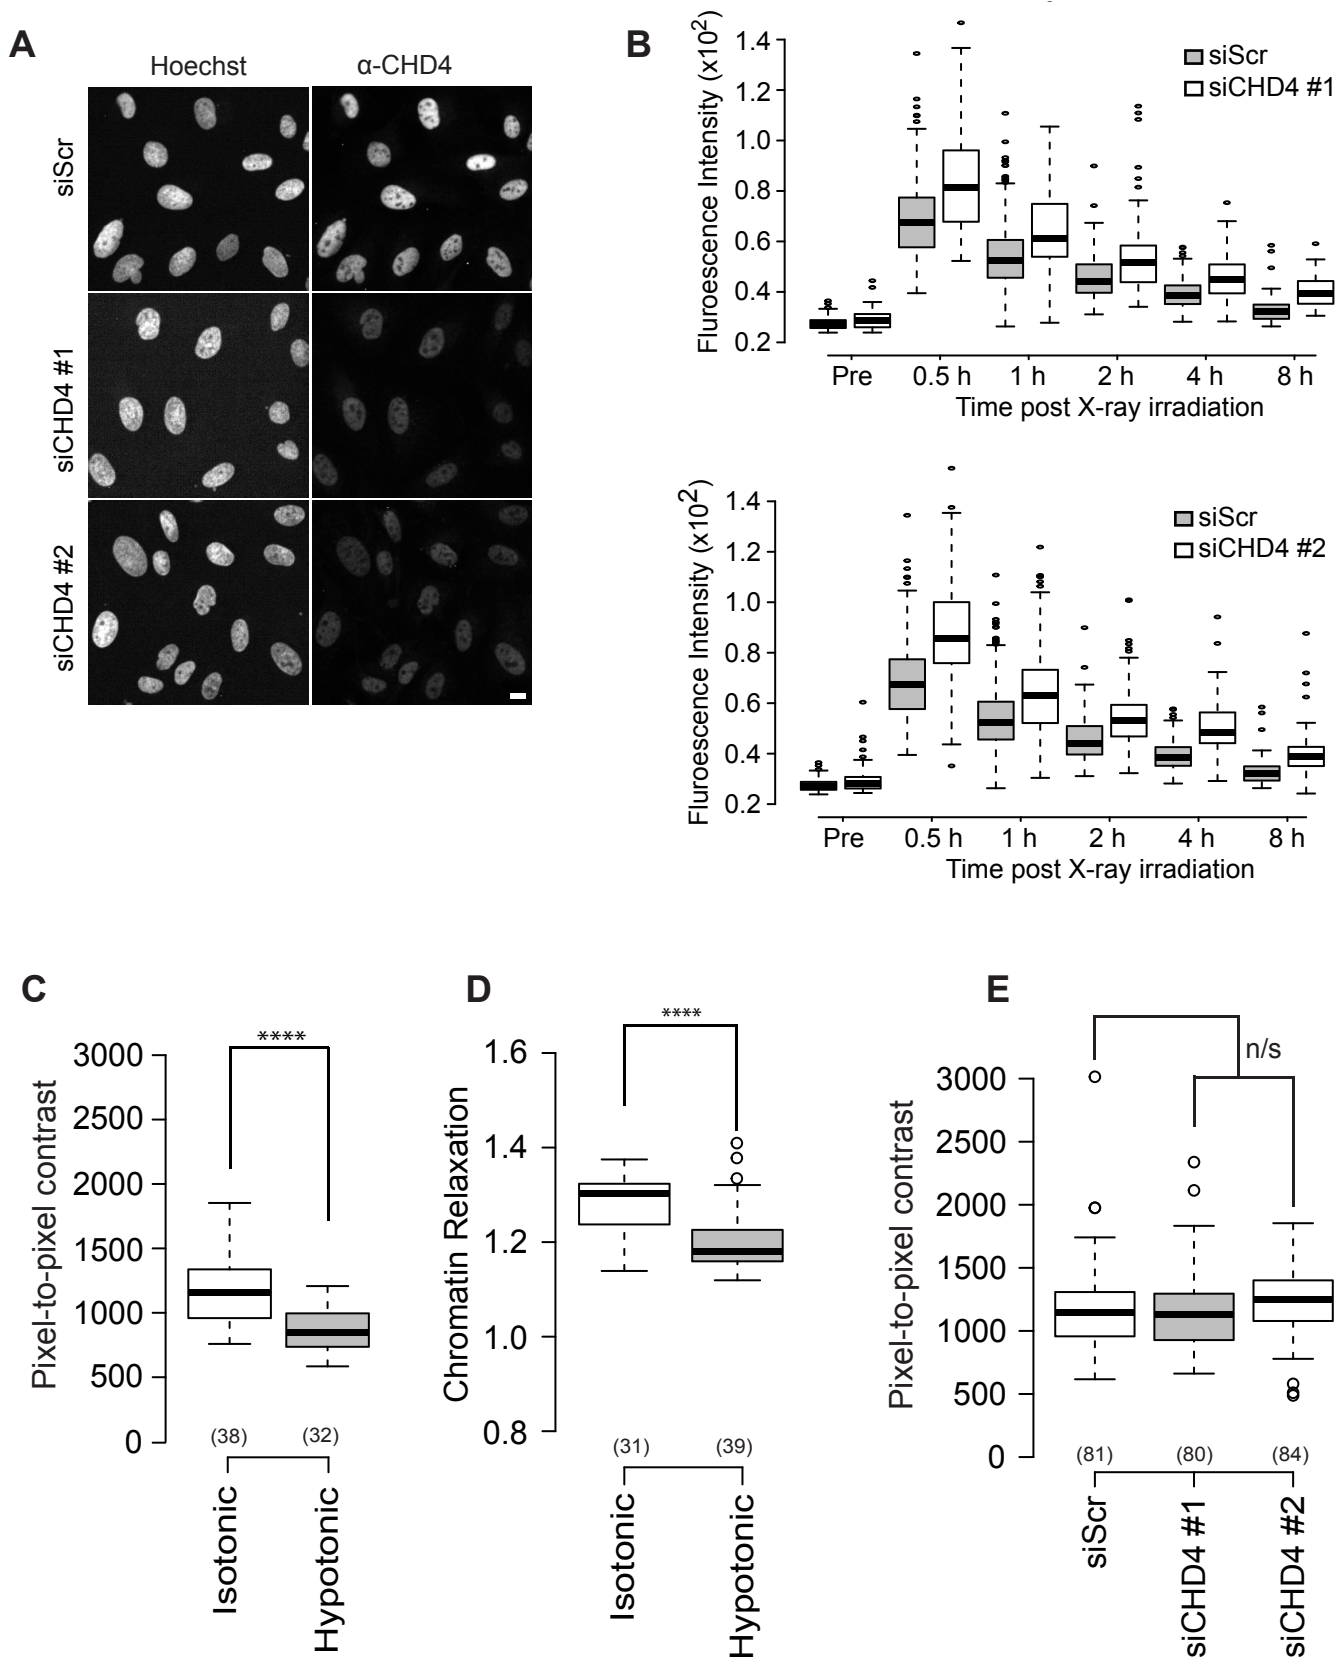 A
Hoechst
α-CHD4
siScr
siCHD4 #1
siCHD4 #2
B
Fluroescence Intensity (x10²)
1.4
1.2
1.0
0.8
0.6
0.4
0.2
siScr
siCHD4 #1
Pre 0.5 h 1 h 2 h 4 h 8 h
Time post X-ray irradiation
Fluroescence Intensity (x10²)
1.4
1.2
1.0
0.8
0.6
0.4
0.2
siScr
siCHD4 #2
Pre 0.5 h 1 h 2 h 4 h 8 h
Time post X-ray irradiation
C
Pixel-to-pixel contrast
3000
2500
2000
1500
1000
500
0
****
(38) (32)
Isotonic
Hypotonic
D
Chromatin Relaxation
1.6
1.4
1.2
1.0
0.8
****
(31) (39)
Isotonic
Hypotonic
E
Pixel-to-pixel contrast
3000
2500
2000
1500
1000
500
0
n/s
(81) (80) (84)
siScr
siCHD4 #1
siCHD4 #2